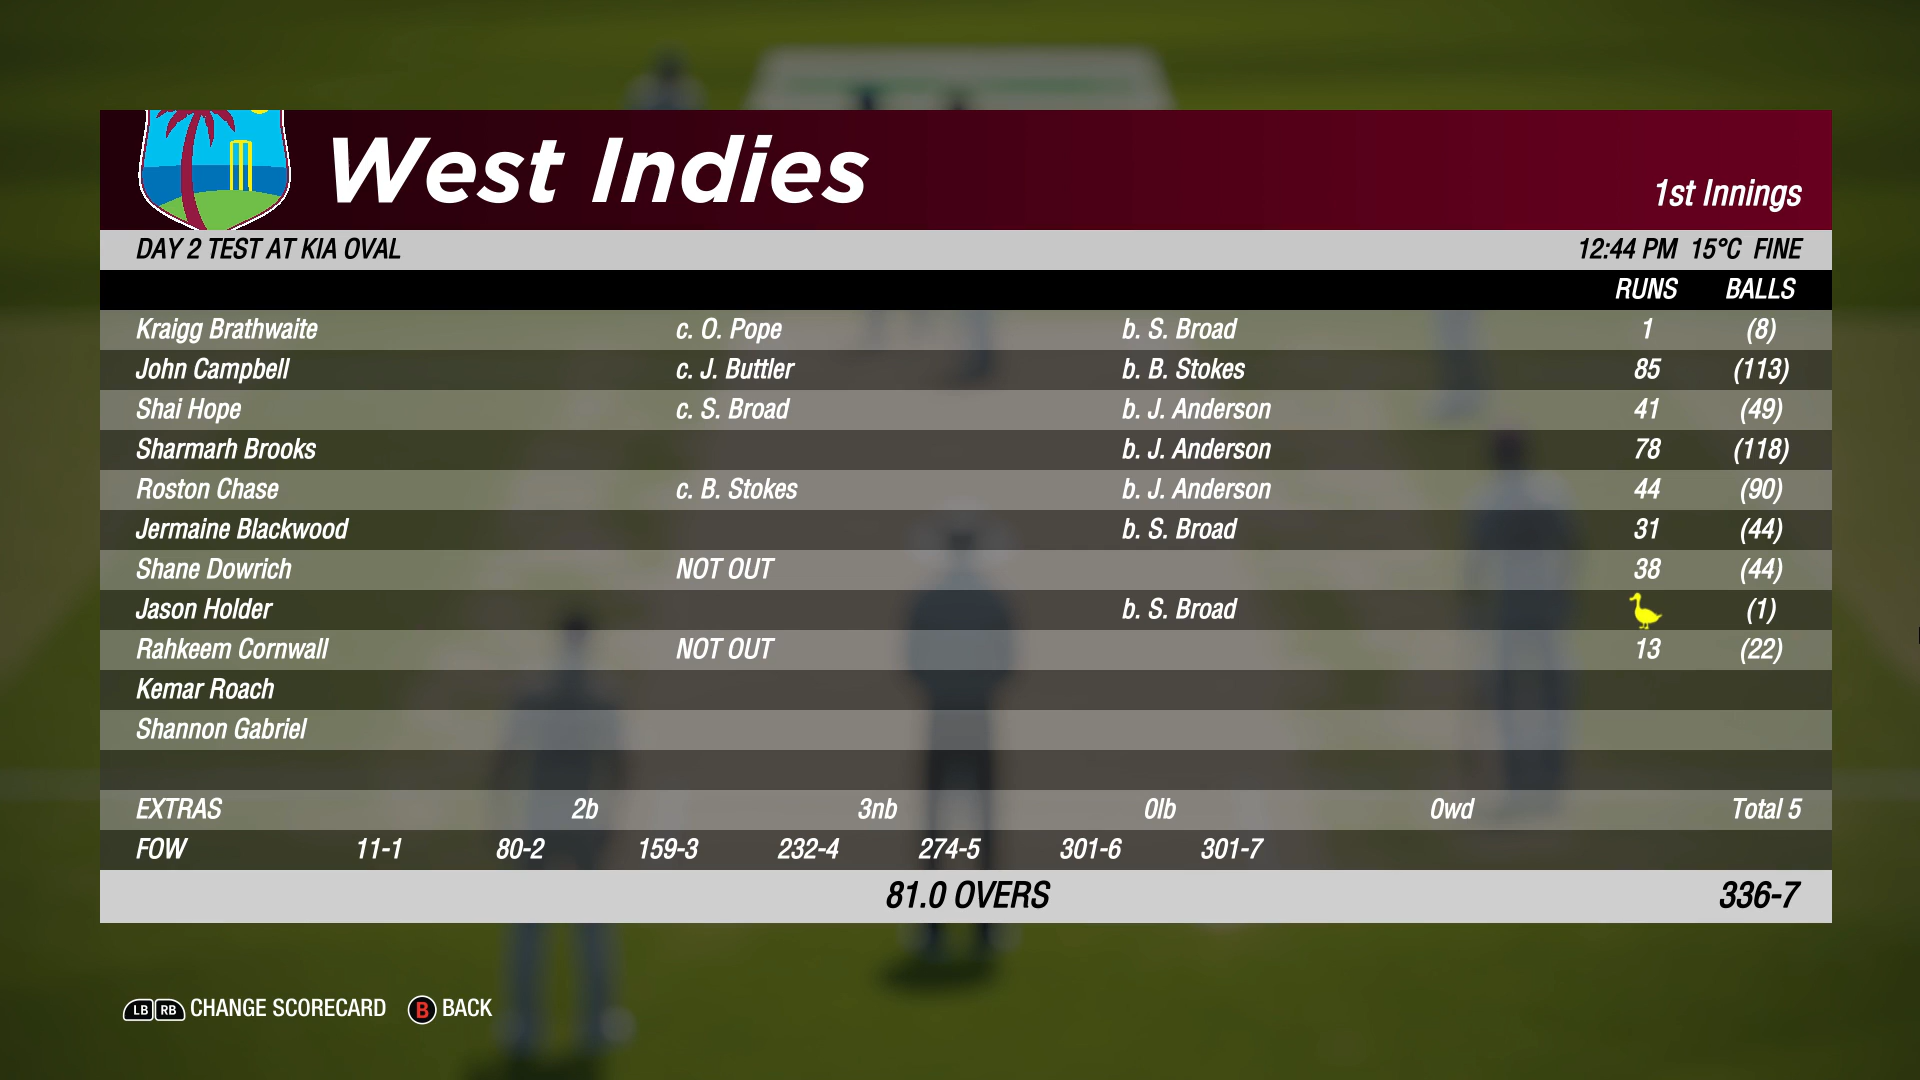 West Indies
1st Innings
DAY 2 TEST AT KIA OVAL 12:44 PM 15°C FINE
RUNS BALLS
Kraigg Brathwaite c. O. Pope b. S. Broad 1 (8)
John Campbell c. J. Buttler b. B. Stokes 85 (113)
Shai Hope c. S. Broad b. J. Anderson 41 (49)
Sharmarh Brooks b. J. Anderson 78 (118)
Roston Chase c. B. Stokes b. J. Anderson 44 (90)
Jermaine Blackwood b. S. Broad 31 (44)
Shane Dowrich NOT OUT 38 (44)
Jason Holder b. S. Broad (1)
Rahkeem Cornwall NOT OUT 13 (22)
Kemar Roach
Shannon Gabriel
EXTRAS 2b 3nb 0lb 0wd Total 5
FOW 11-1 80-2 159-3 232-4 274-5 301-6 301-7
81.0 OVERS 336-7
LB RB CHANGE SCORECARD B BACK